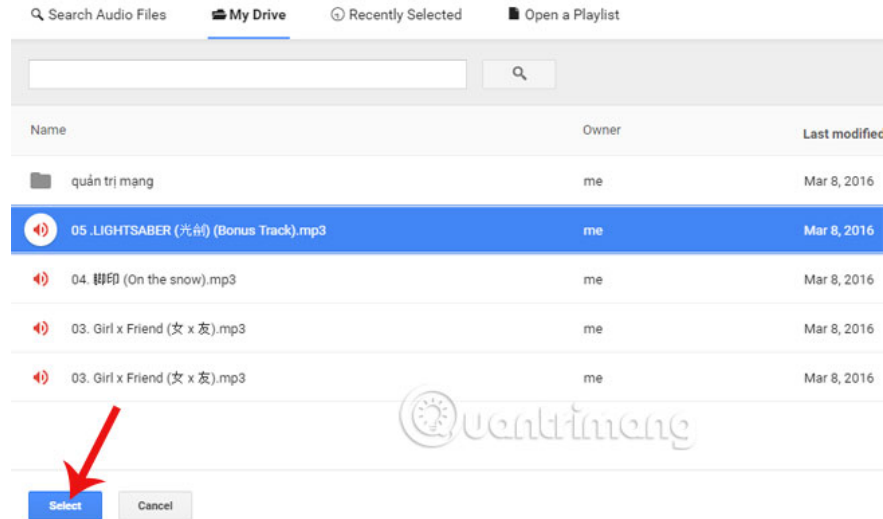 Search Audio Files My Drive Recently Selected Open a Playlist
Name Owner Last modified
quản trị mạng me Mar 8, 2016
05 .LIGHTSABER (光剑) (Bonus Track).mp3 me Mar 8, 2016
04. 脚印 (On the snow).mp3 me Mar 8, 2016
03. Girl x Friend (女 x 友).mp3 me Mar 8, 2016
03. Girl x Friend (女 x 友).mp3 me Mar 8, 2016
Quantrimang
Select Cancel